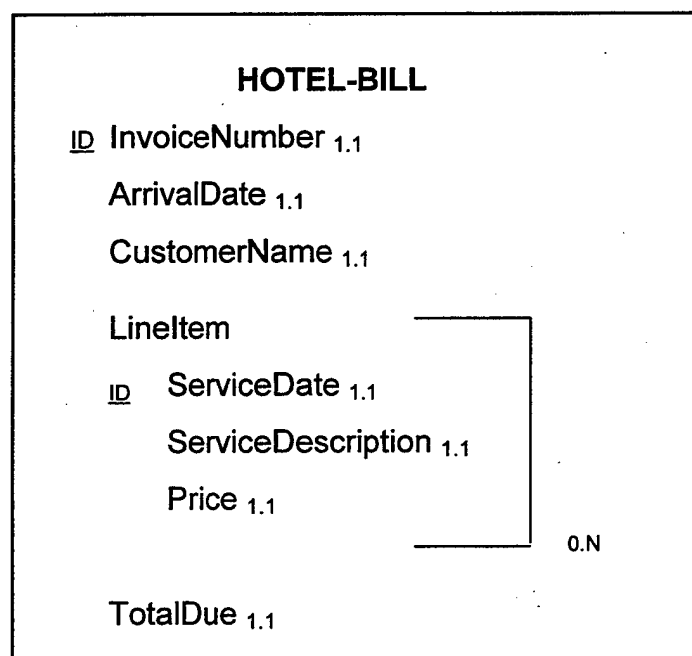 HOTEL-BILL
ID InvoiceNumber 1.1
ArrivalDate 1.1
CustomerName 1.1
LineItem
ID ServiceDate 1.1
ServiceDescription 1.1
Price 1.1
0.N
TotalDue 1.1